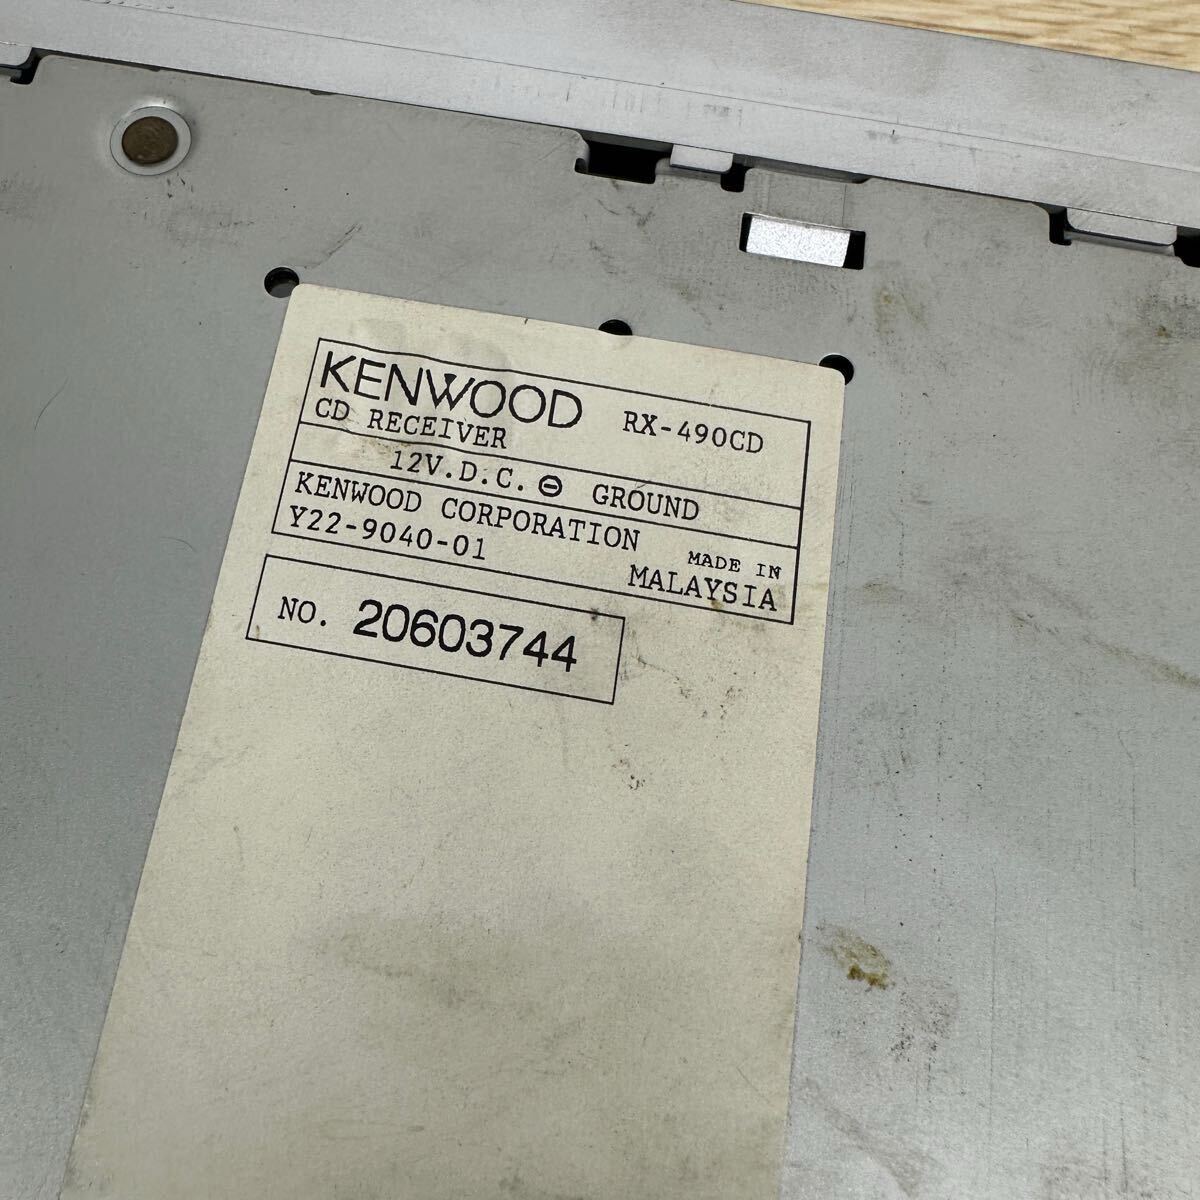 KENWOOD RX-490CD
CD RECEIVER
12V.D.C. ⊖ GROUND
KENWOOD CORPORATION
Y22-9040-01
MADE IN
MALAYSIA
NO. 20603744